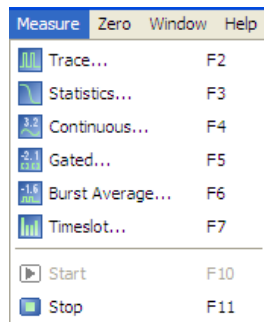 Measure Zero Window Help
Trace... F2
Statistics... F3
3.2 Continuous... F4
-2.1 Gated... F5
-1.6 Burst Average... F6
Timeslot... F7
Start F10
Stop F11